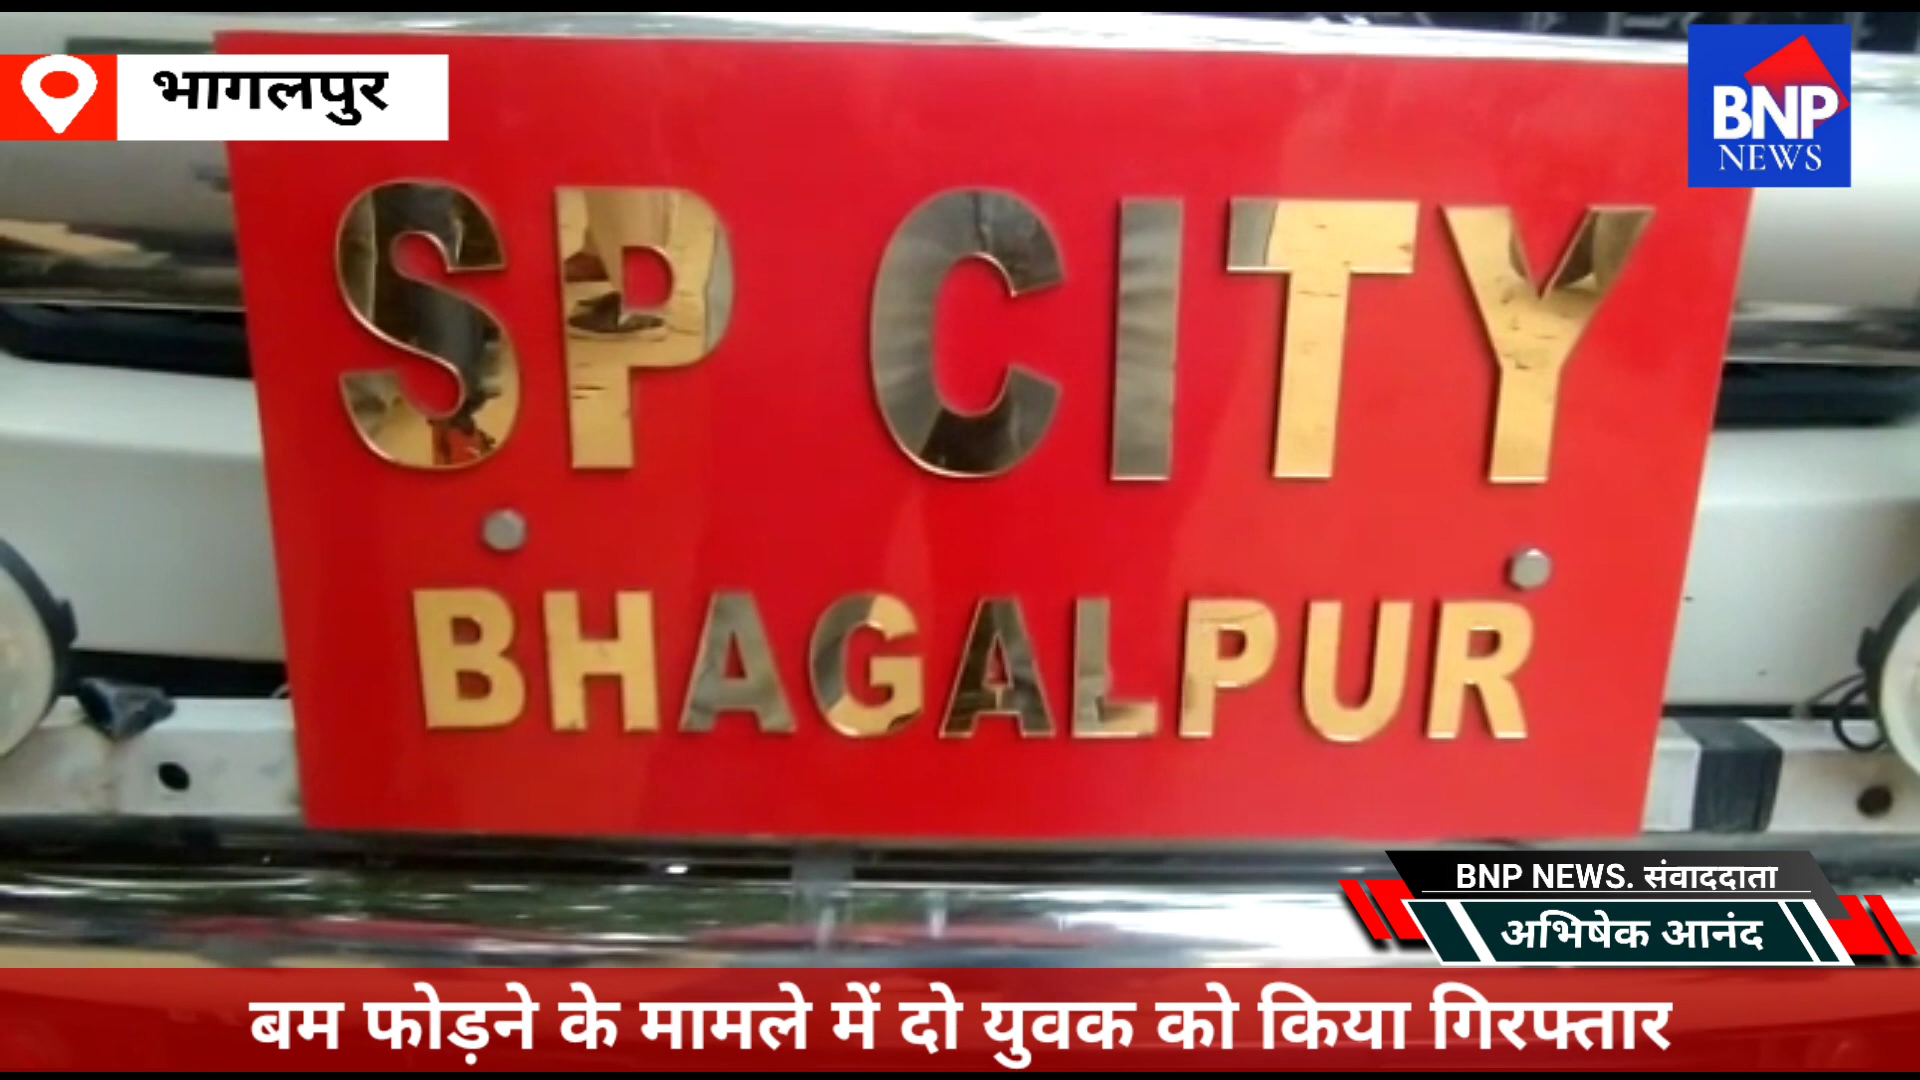 भागलपुर
BNP
NEWS
SP CITY
BHAGALPUR
BNP NEWS. संवाददाता
अभिषेक आनंद
बम फोड़ने के मामले में दो युवक को किया गिरफ्तार